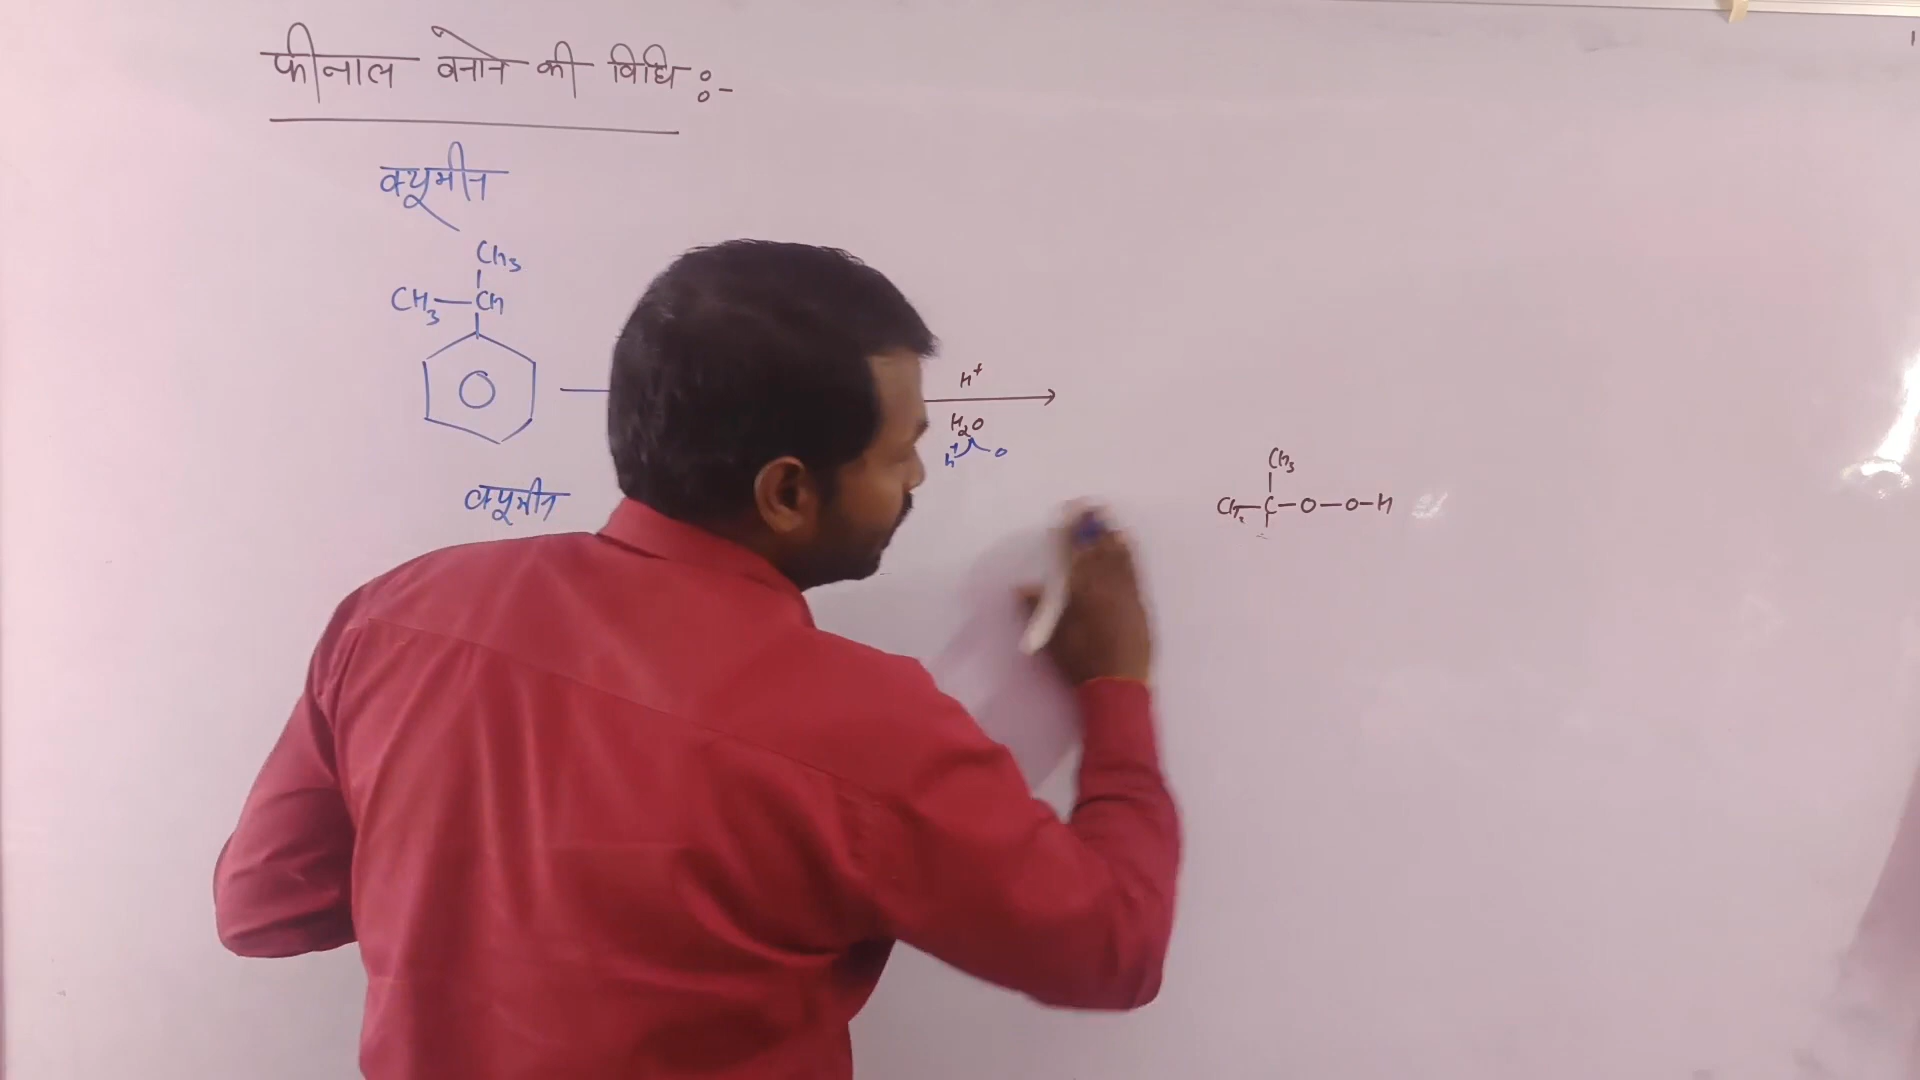 फीनाल बनाने की विधि :-
क्यूमीन
CH3
CH3—CH
H+
H2O
H+ O
CH3
CH3—C—O—O—H
क्यूमीन